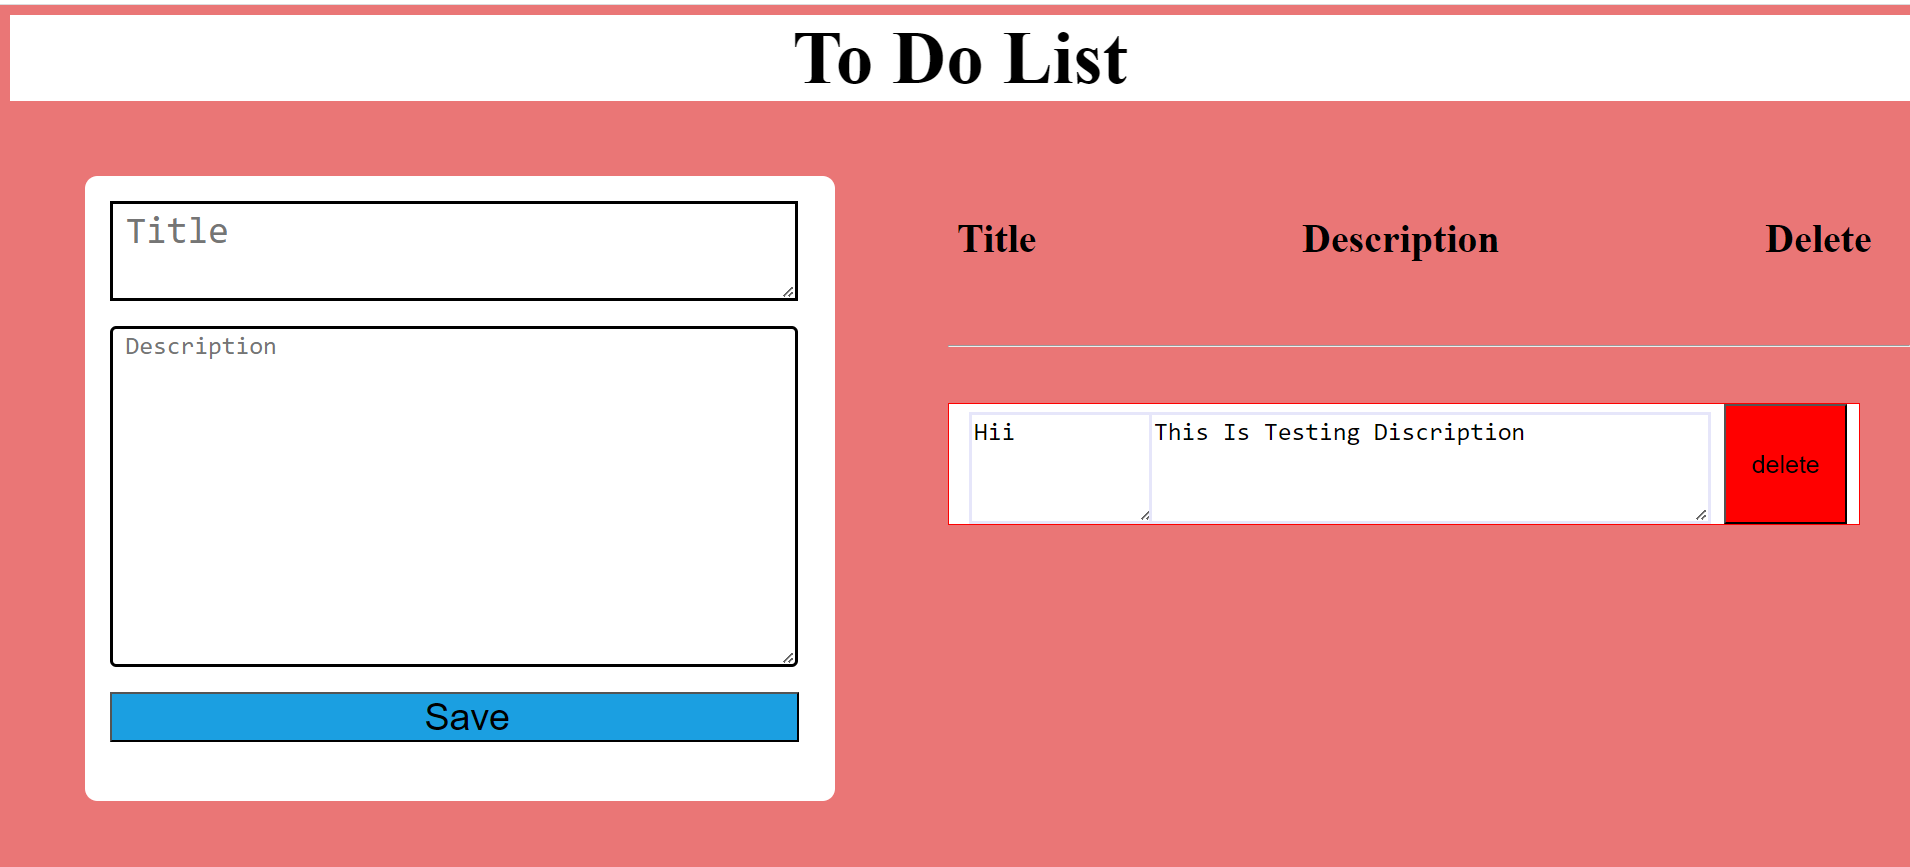 To Do List
Title
Description
Save
Title Description Delete
Hii This Is Testing Discription delete